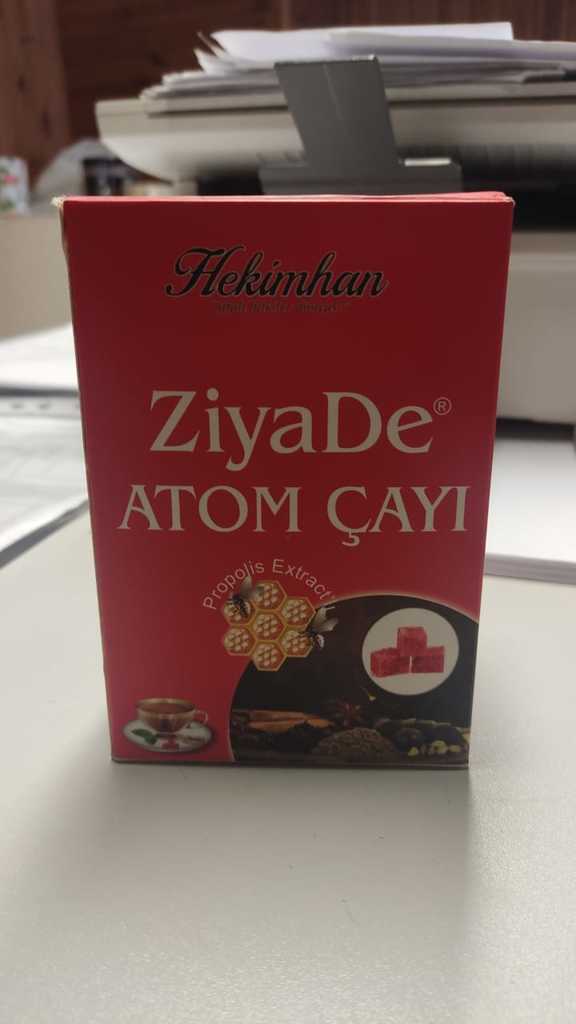 Hekimhan
ZiyaDe®
ATOM ÇAYI
Propolis Extract